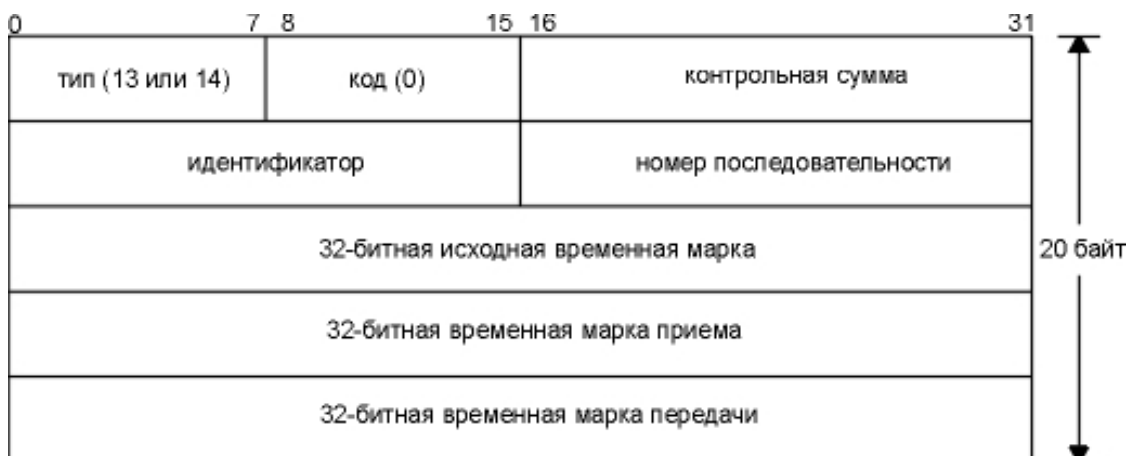 0 7 8 15 16 31
тип (13 или 14) код (0) контрольная сумма
идентификатор номер последовательности
32-битная исходная временная марка
20 байт
32-битная временная марка приема
32-битная временная марка передачи